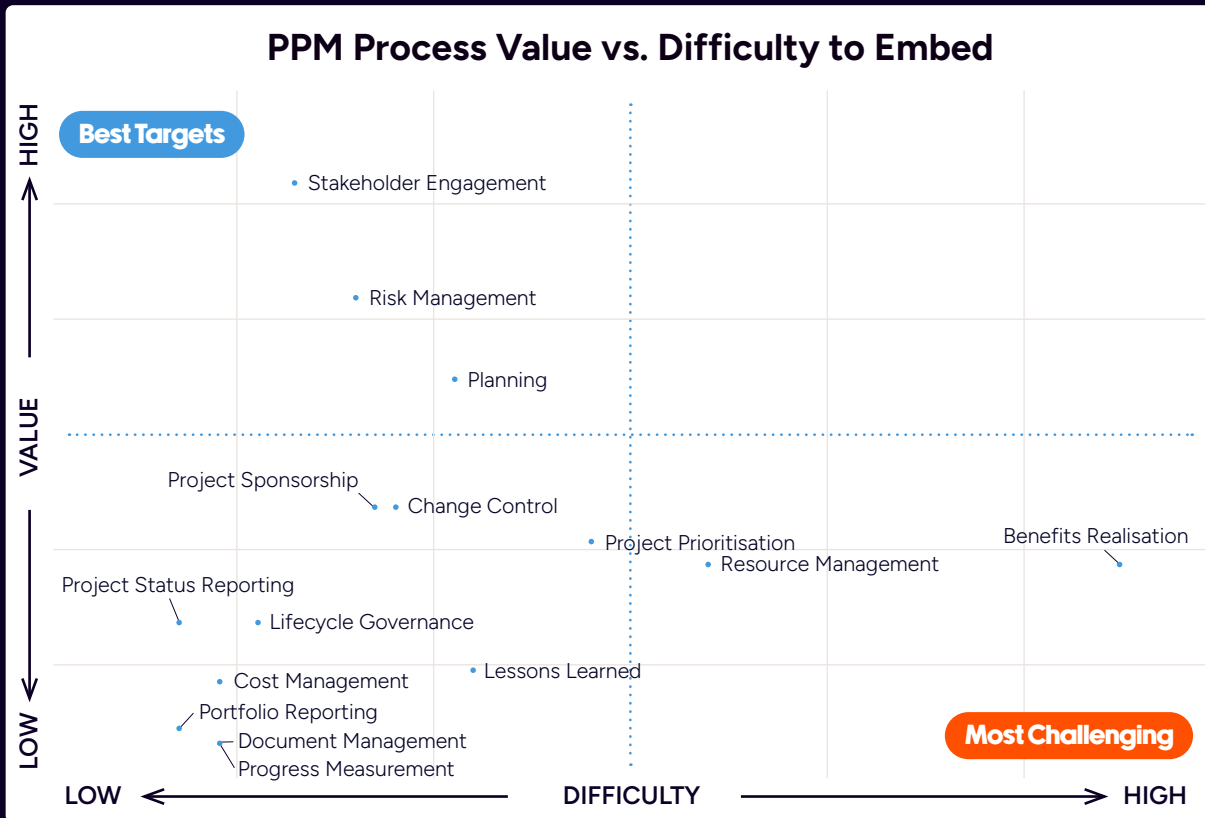 PPM Process Value vs. Difficulty to Embed
HIGH
Best Targets
Stakeholder Engagement
Risk Management
Planning
VALUE
Project Sponsorship
Change Control
Project Prioritisation
Benefits Realisation
Resource Management
Project Status Reporting
Lifecycle Governance
Lessons Learned
Cost Management
Portfolio Reporting
Document Management
Progress Measurement
LOW
Most Challenging
LOW
DIFFICULTY
HIGH